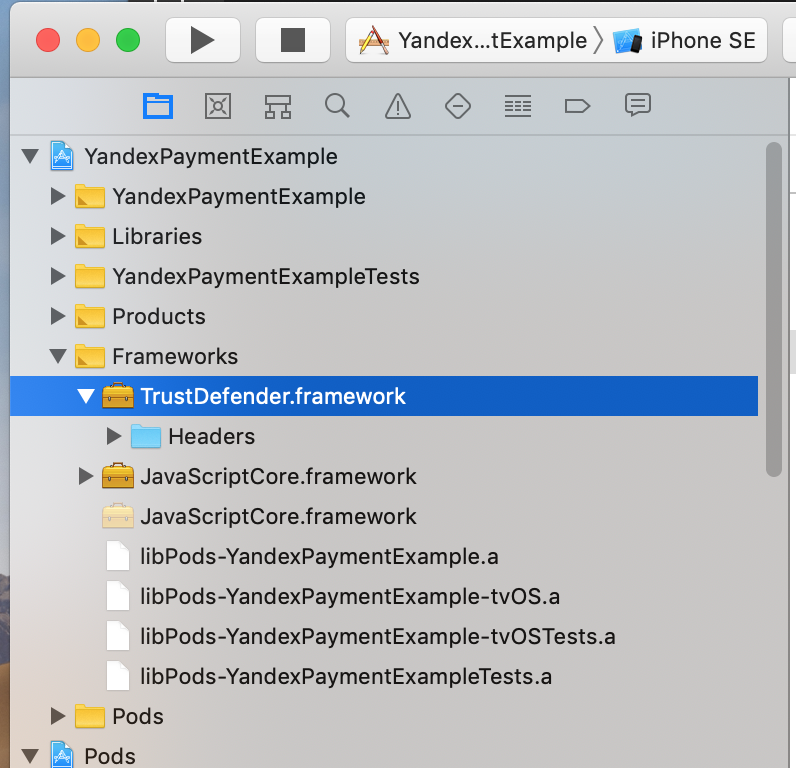 Yandex...tExample iPhone SE
YandexPaymentExample
YandexPaymentExample
Libraries
YandexPaymentExampleTests
Products
Frameworks
TrustDefender.framework
Headers
JavaScriptCore.framework
JavaScriptCore.framework
libPods-YandexPaymentExample.a
libPods-YandexPaymentExample-tvOS.a
libPods-YandexPaymentExample-tvOSTests.a
libPods-YandexPaymentExampleTests.a
Pods
Pods